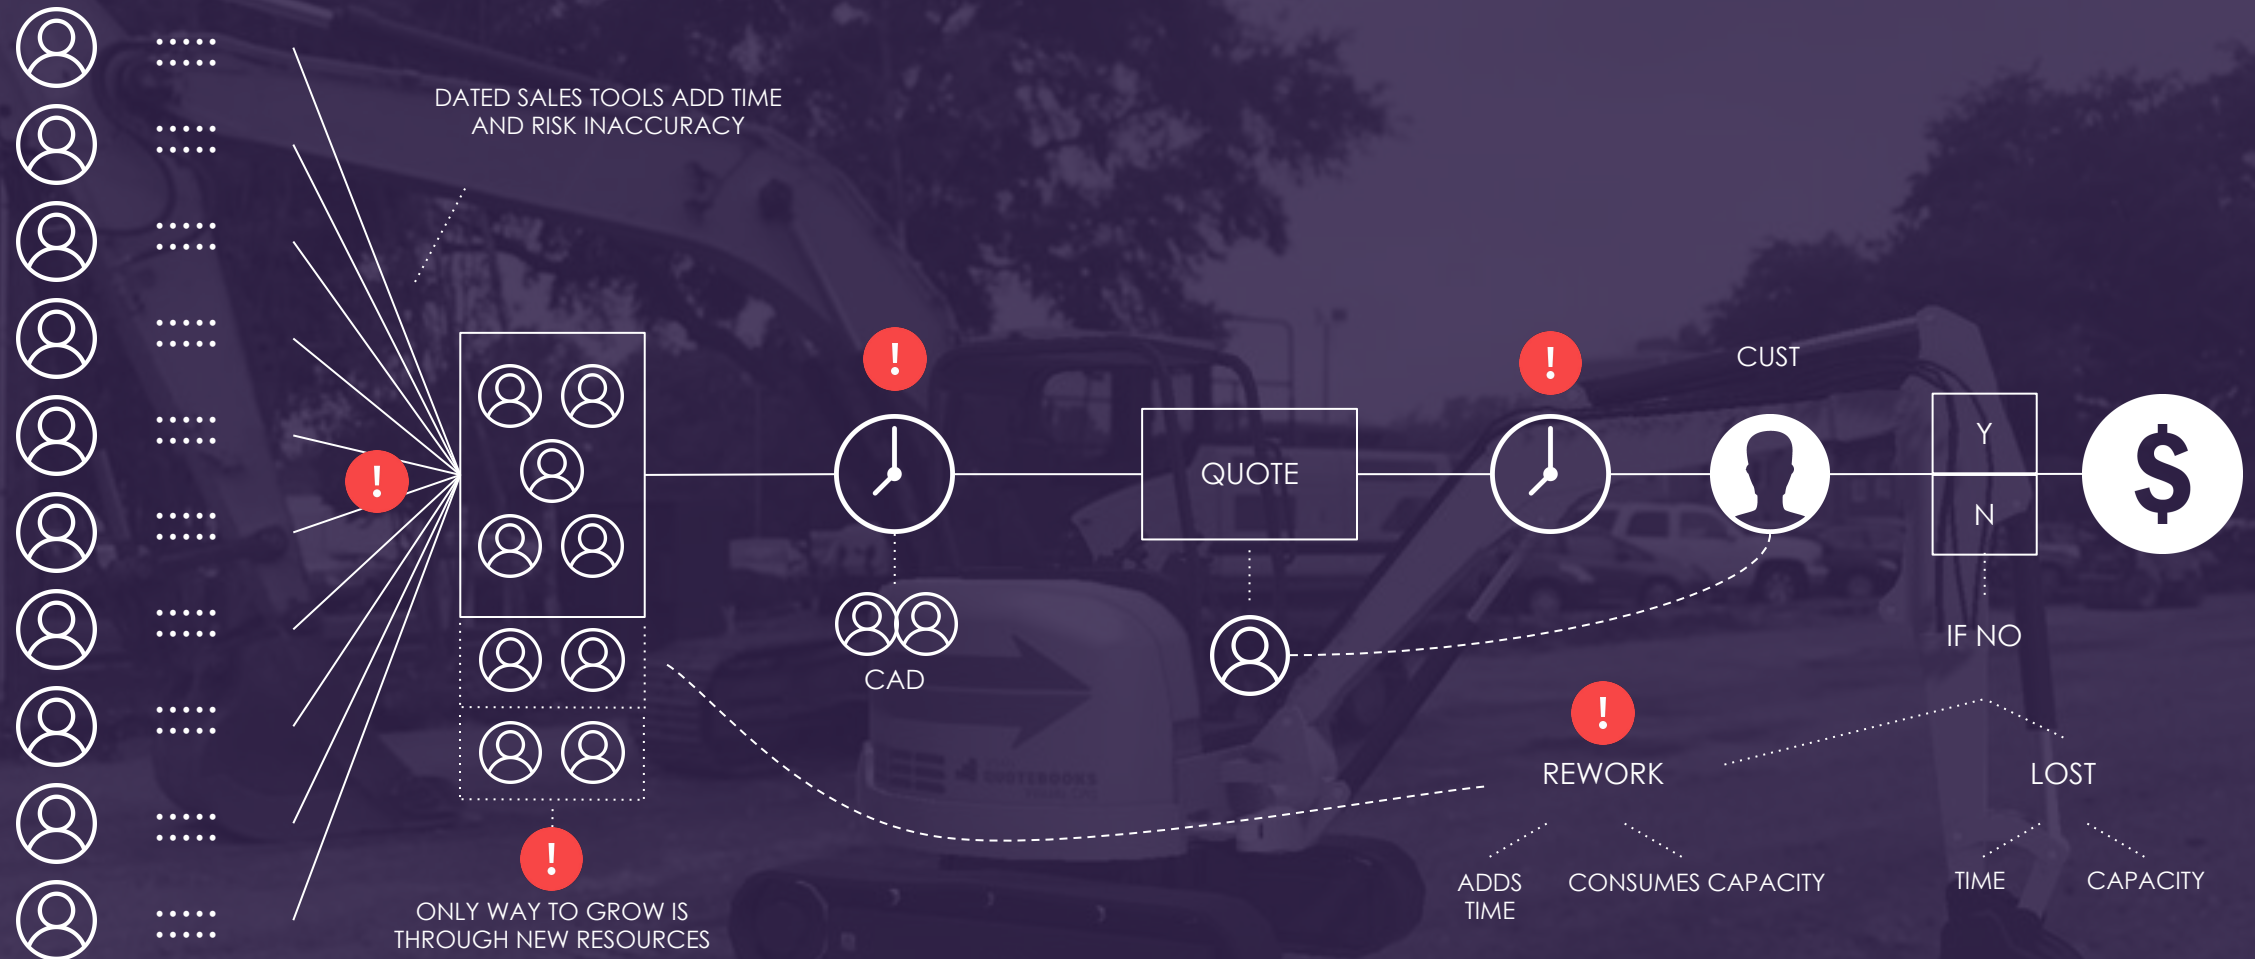 DATED SALES TOOLS ADD TIME
AND RISK INACCURACY
!
!
!
CUST
QUOTE
Y
N
$
IF NO
CAD
!
REWORK
LOST
QUOTEBOOKS
!
ADDS
TIME
CONSUMES CAPACITY
TIME
CAPACITY
ONLY WAY TO GROW IS
THROUGH NEW RESOURCES